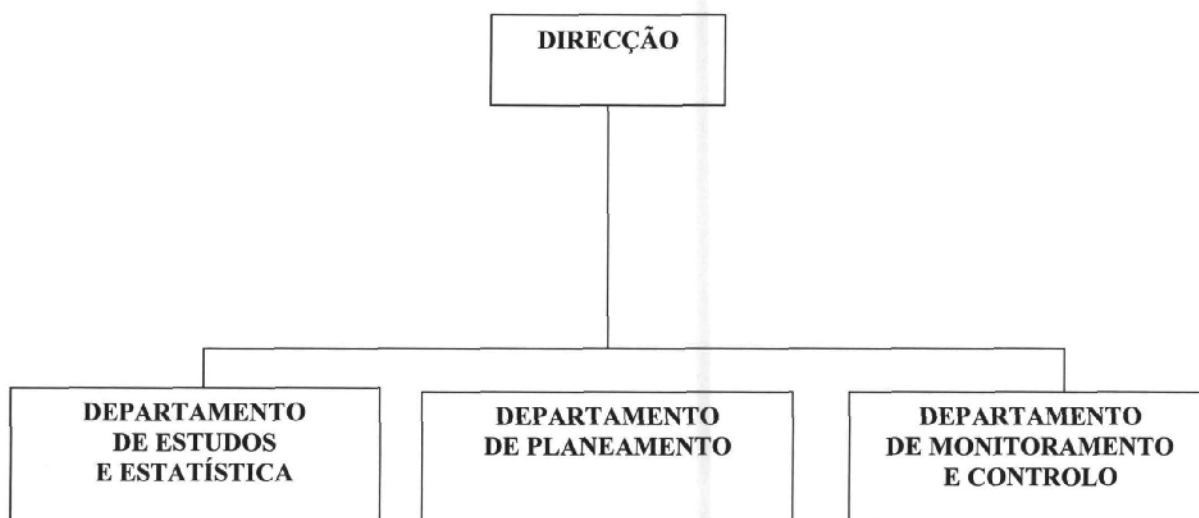 DIRECÇÃO
DEPARTAMENTO
DE ESTUDOS
E ESTATÍSTICA
DEPARTAMENTO
DE PLANEAMENTO
DEPARTAMENTO
DE MONITORAMENTO
E CONTROLO